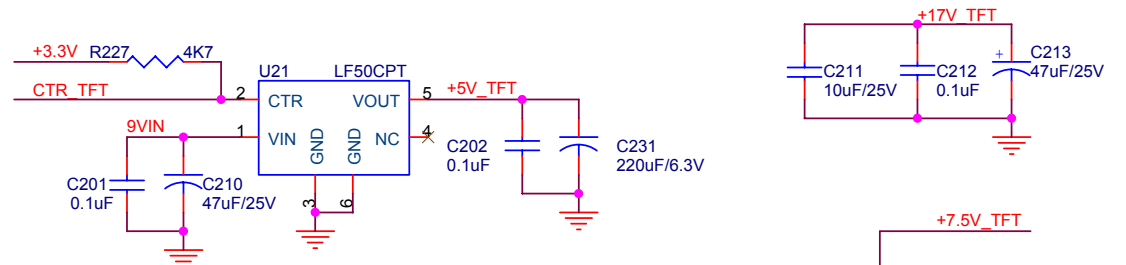 +3.3V
R227
4K7
CTR_TFT
U21
LF50CPT
2
CTR
VOUT
5
+5V_TFT
9VIN
1
VIN
NC
4
GND
GND
3
6
C201
0.1uF
C210
47uF/25V
C202
0.1uF
C231
220uF/6.3V
+17V_TFT
C211
10uF/25V
C212
0.1uF
+
C213
47uF/25V
+7.5V_TFT